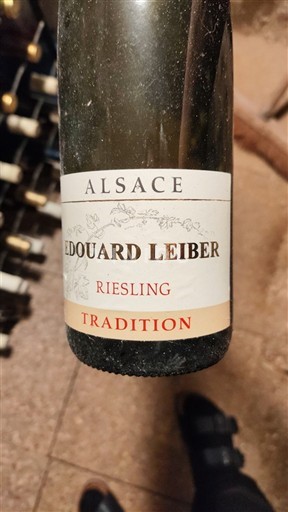 ALSACE
EDOUARD LEIBER
RIESLING
TRADITION